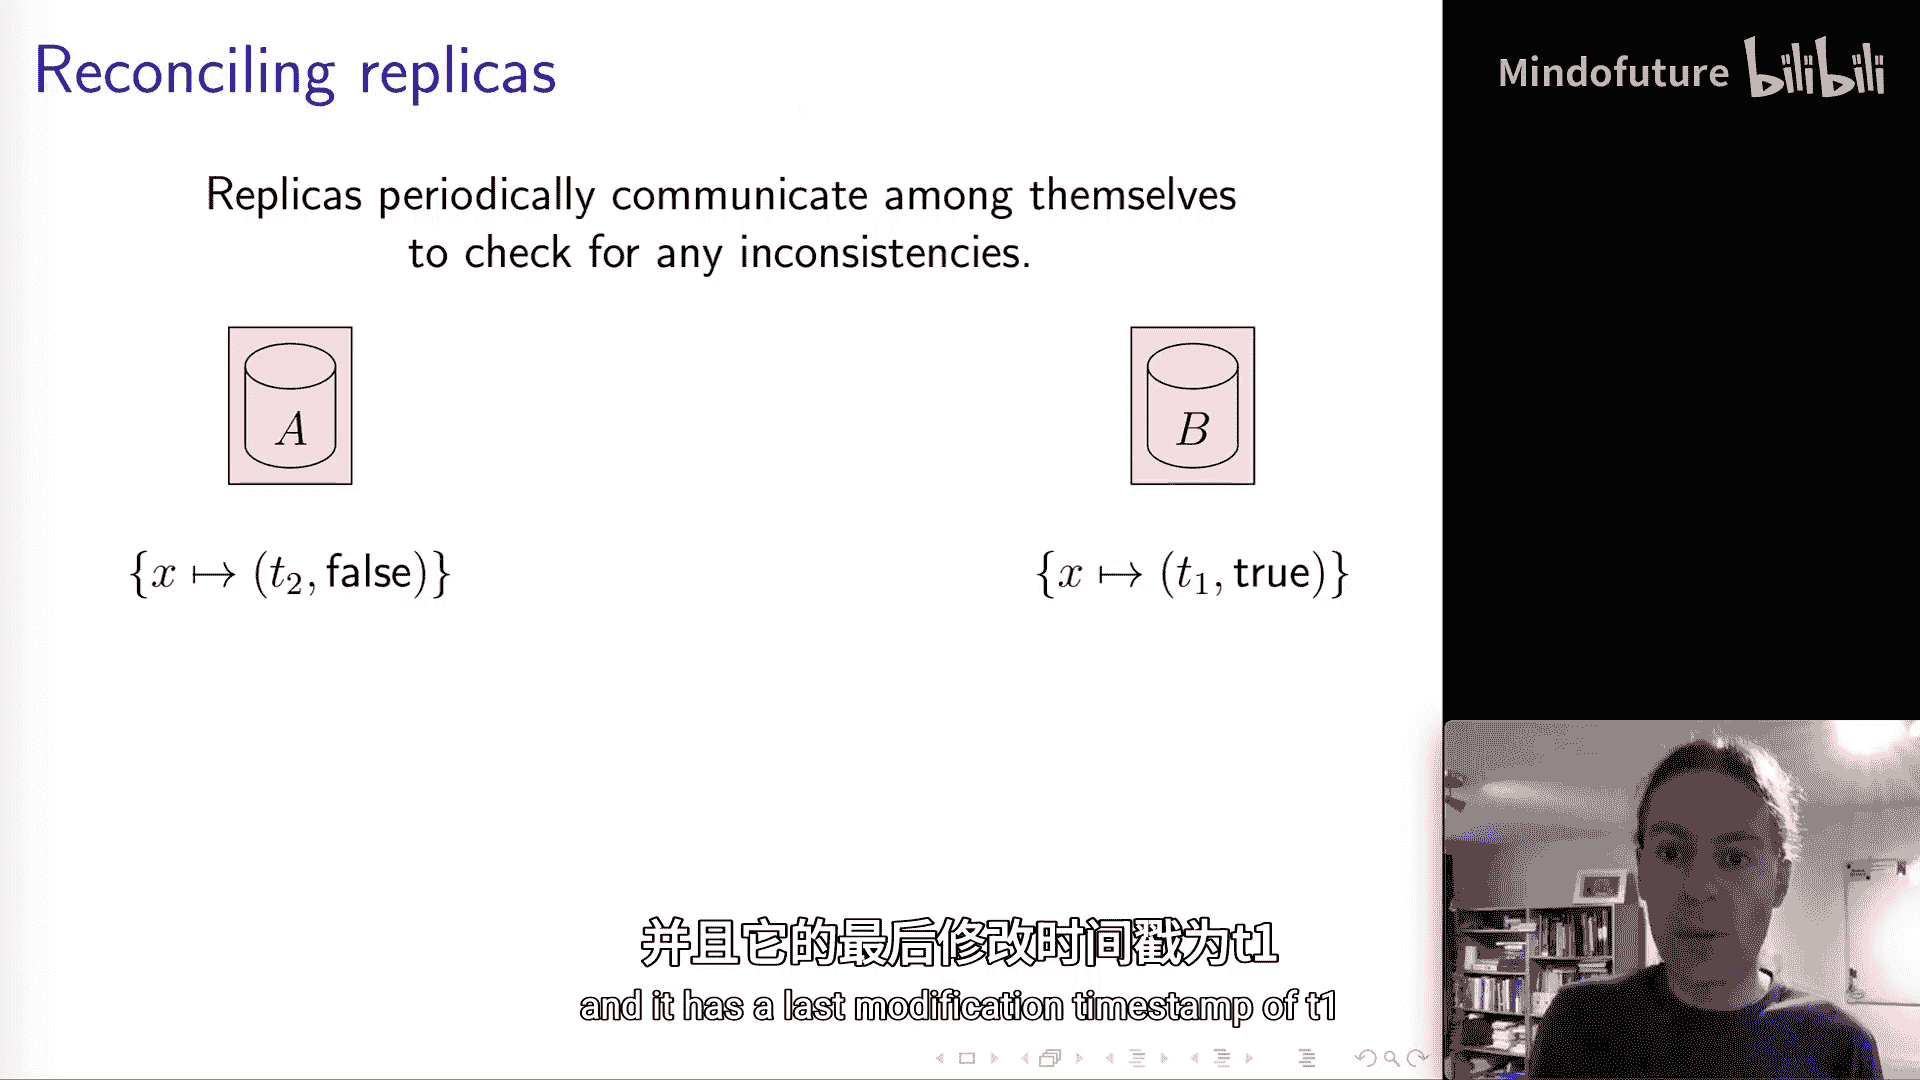 Reconciling replicas
Mindofuture bilibili
Replicas periodically communicate among themselves
to check for any inconsistencies.
A
B
{x ↦ (t₂, false)}
{x ↦ (t₁, true)}
并且它的最后修改时间戳为t1
and it has a last modification timestamp of t1